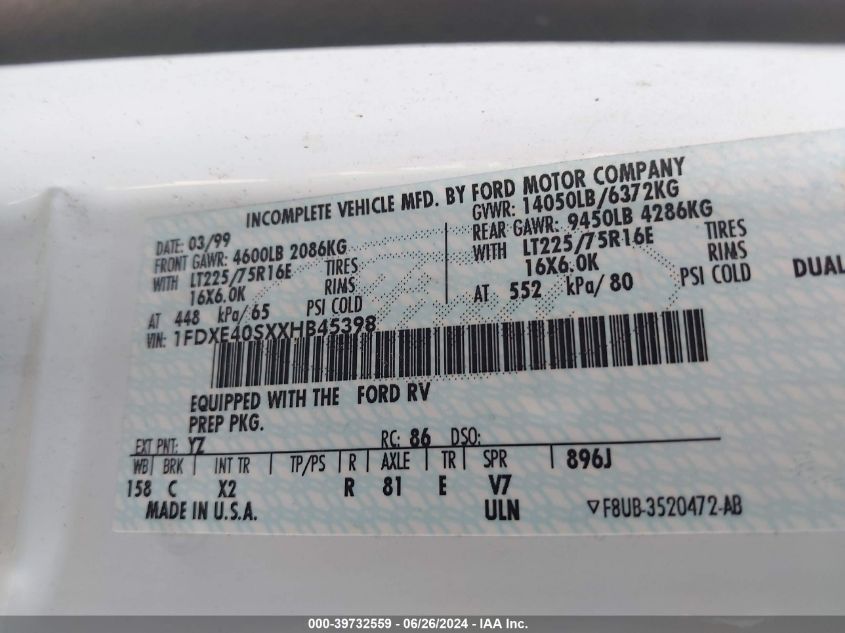 INCOMPLETE VEHICLE MFD. BY FORD MOTOR COMPANY
DATE: 03/99 GVWR: 14050LB/6372KG
FRONT GAWR: 4600LB 2086KG REAR GAWR: 9450LB 4286KG
WITH LT225/75R16E TIRES WITH LT225/75R16E TIRES
16X6.0K RIMS 16X6.0K RIMS
AT 448 kPa/65 PSI COLD AT 552 kPa/80 PSI COLD DUAL
VIN: 1FDXE40SXXHB45398
EQUIPPED WITH THE FORD RV
PREP PKG.
EXT PNT: YZ RC: 86 DSO:
WB BRK INT TR TP/PS R AXLE TR SPR 896J
158 C X2 R 81 E V7
MADE IN U.S.A. ULN ▽F8UB-3520472-AB
000-39732559 - 06/26/2024 - IAA Inc.